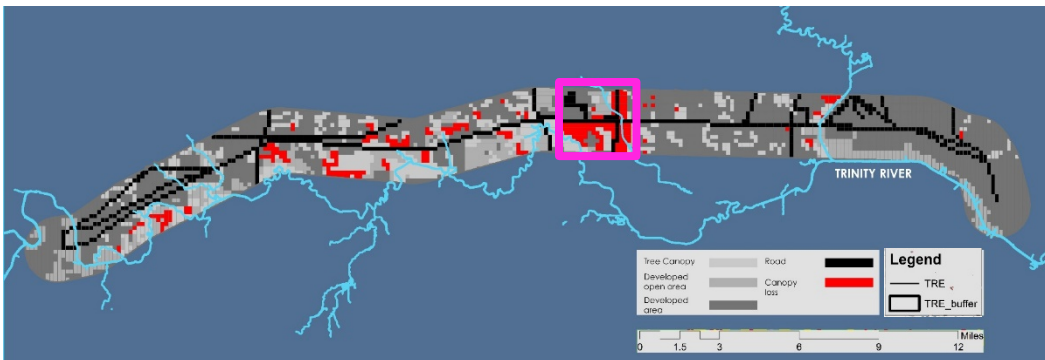 TRINITY RIVER
Tree Canopy
Road
Developed
open area
Canopy
loss
Developed
area
Legend
TRE
TRE_buffer
Miles
0 1.5 3 6 9 12